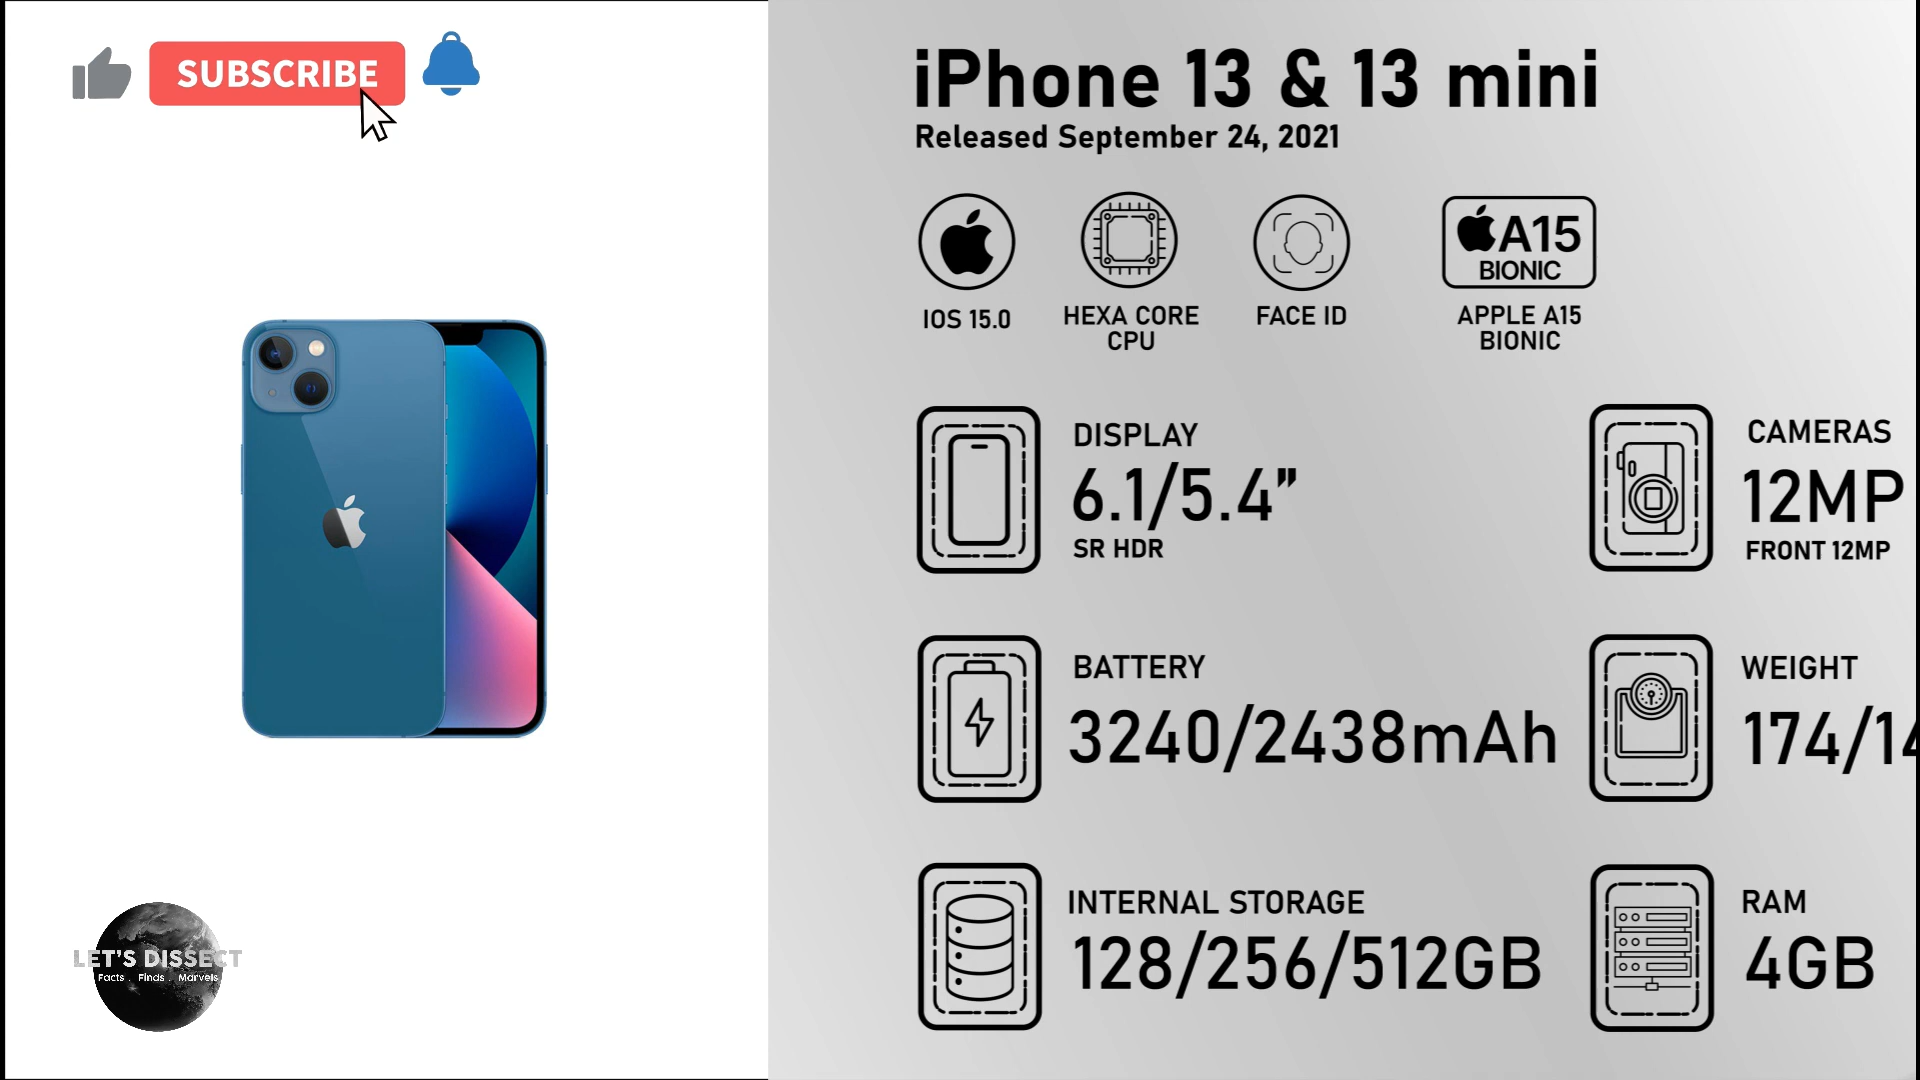 SUBSCRIBE
iPhone 13 & 13 mini
Released September 24, 2021
A15
BIONIC
IOS 15.0
HEXA CORE
CPU
FACE ID
APPLE A15
BIONIC
DISPLAY
6.1/5.4”
SR HDR
CAMERAS
12MP
FRONT 12MP
BATTERY
3240/2438mAh
WEIGHT
174/14
INTERNAL STORAGE
128/256/512GB
RAM
4GB
LET'S DISSECT
Facts . Finds . Marvels